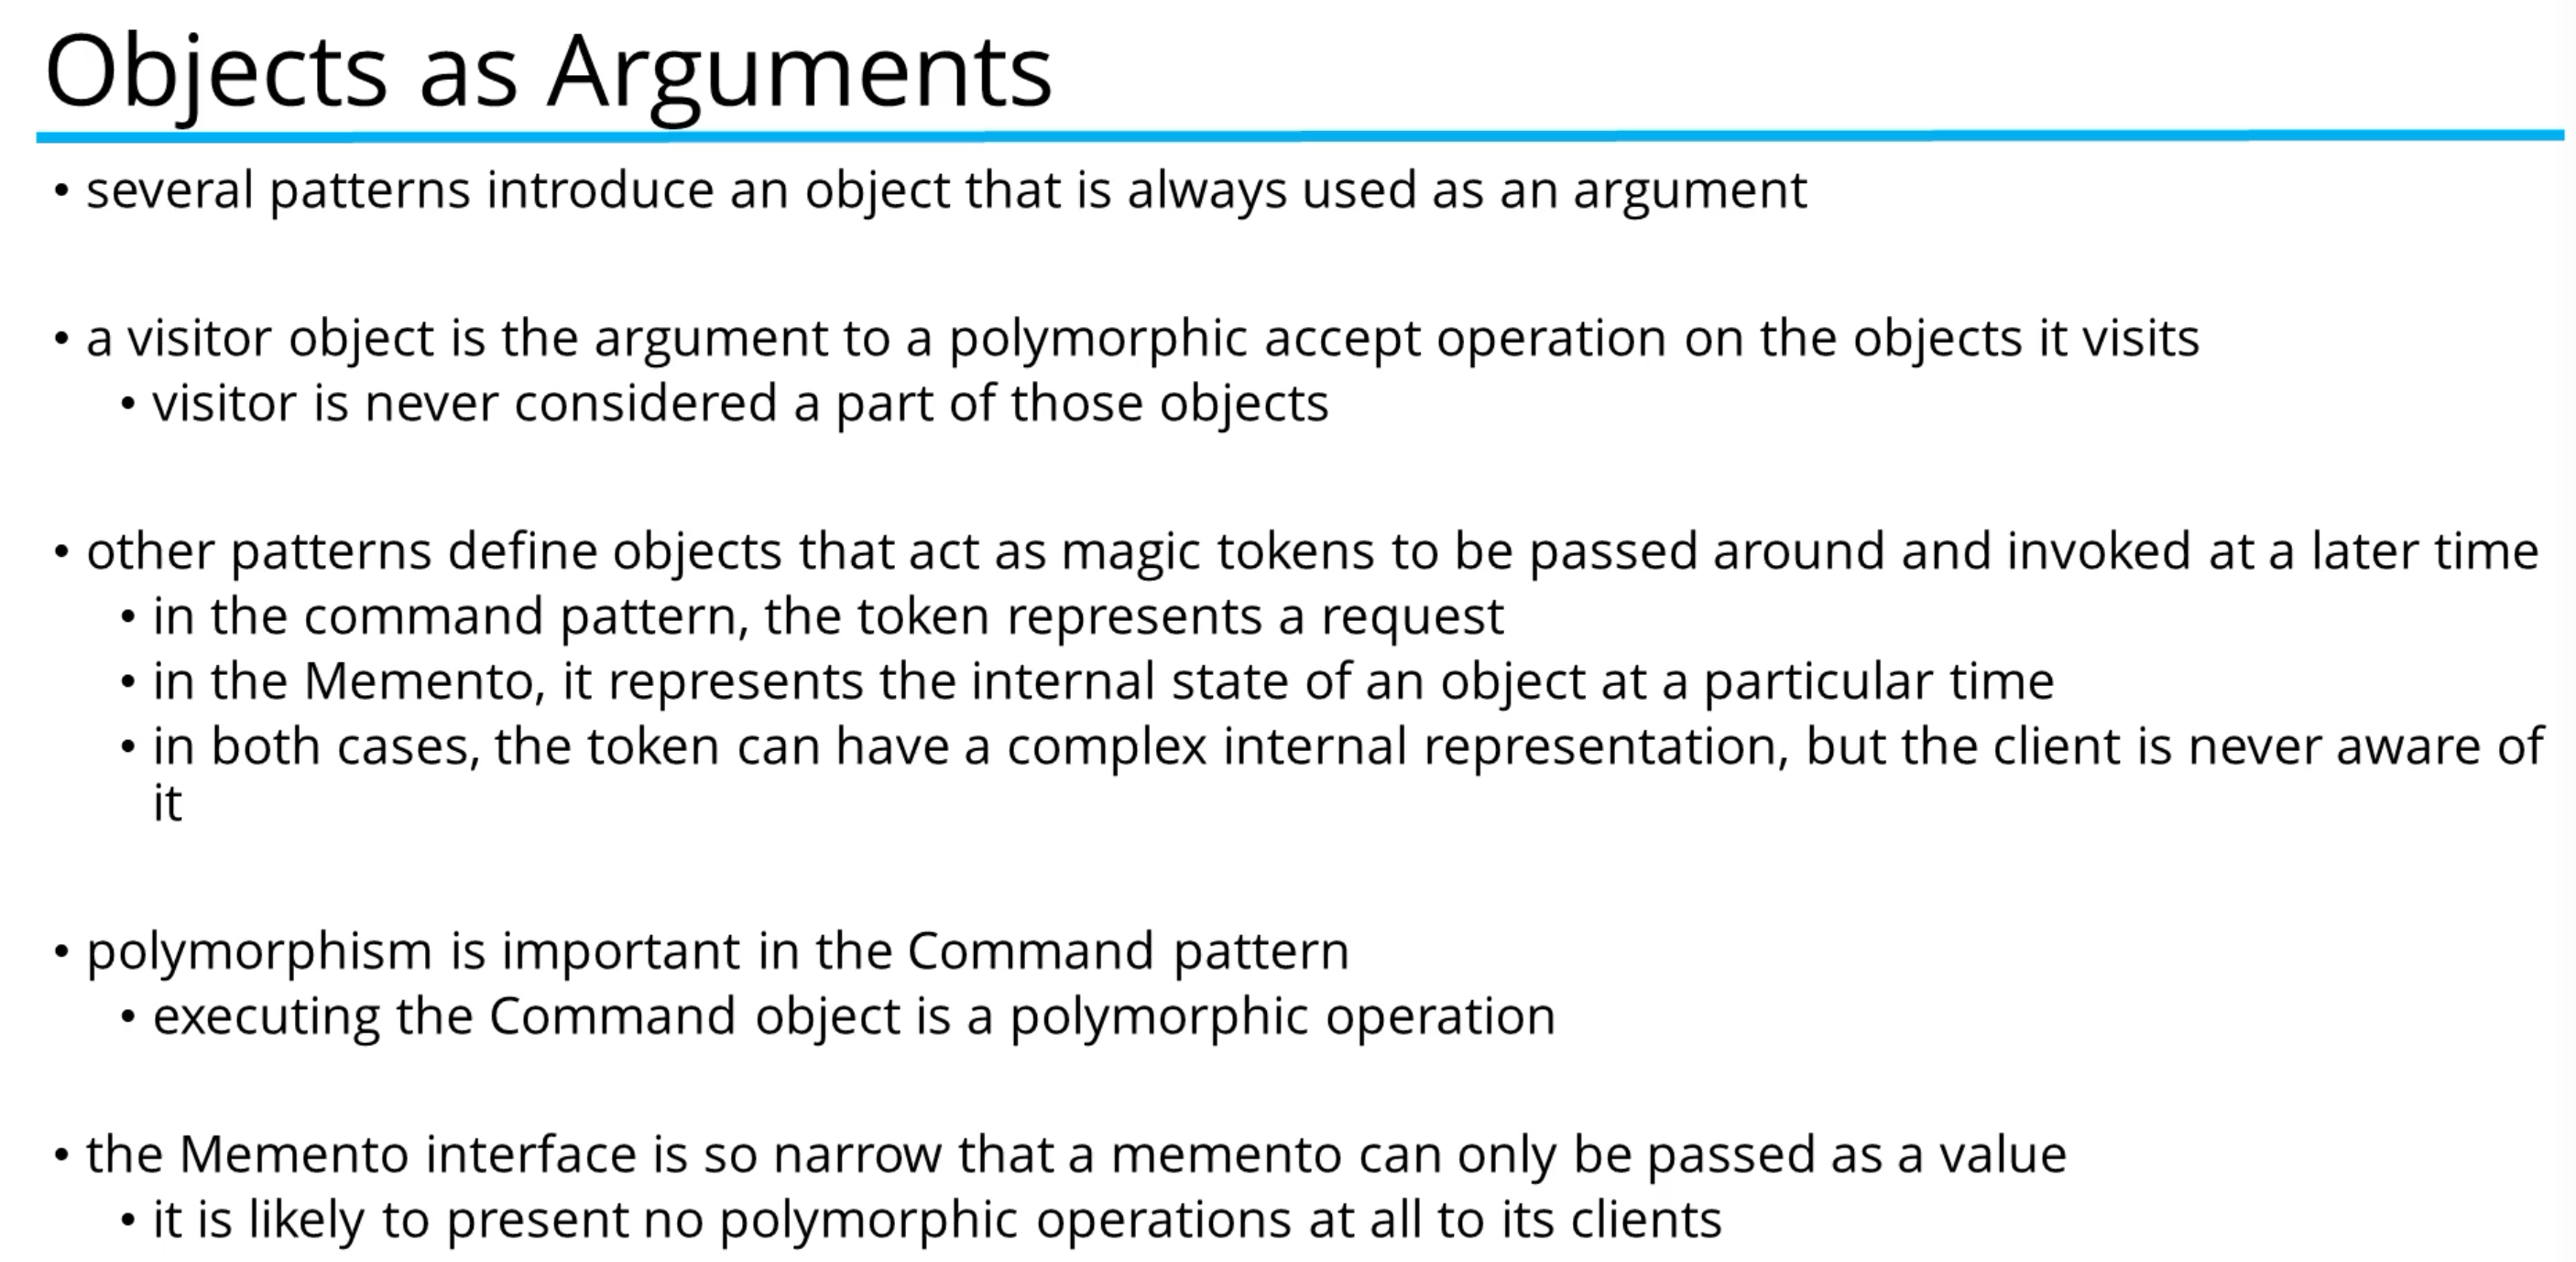 Objects as Arguments
• several patterns introduce an object that is always used as an argument
• a visitor object is the argument to a polymorphic accept operation on the objects it visits
• visitor is never considered a part of those objects
• other patterns define objects that act as magic tokens to be passed around and invoked at a later time
• in the command pattern, the token represents a request
• in the Memento, it represents the internal state of an object at a particular time
• in both cases, the token can have a complex internal representation, but the client is never aware of
it
• polymorphism is important in the Command pattern
• executing the Command object is a polymorphic operation
• the Memento interface is so narrow that a memento can only be passed as a value
• it is likely to present no polymorphic operations at all to its clients